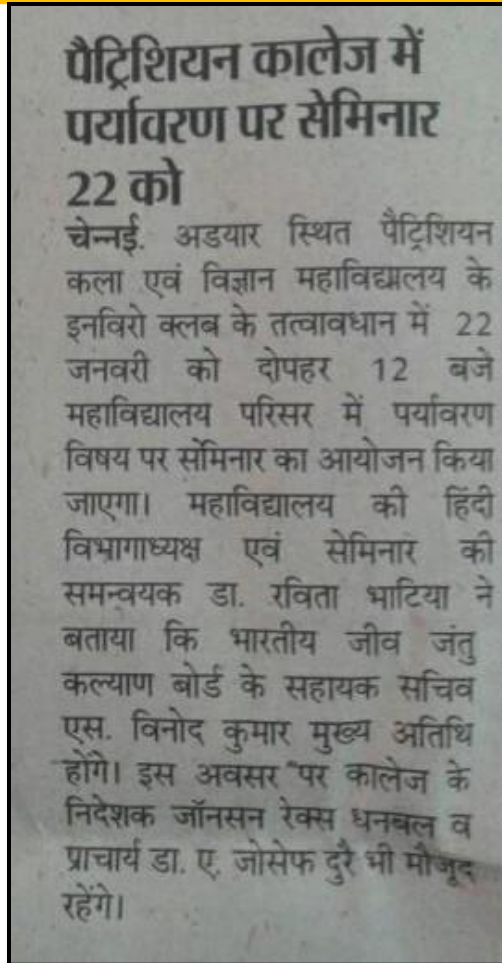 पैट्रिशियन कालेज में
पर्यावरण पर सेमिनार
22 को
चेन्नई. अडयार स्थित पैट्रिशियन
कला एवं विज्ञान महाविद्यालय के
इनविरो क्लब के तत्वावधान में 22
जनवरी को दोपहर 12 बजे
महाविद्यालय परिसर में पर्यावरण
विषय पर सेमिनार का आयोजन किया
जाएगा। महाविद्यालय की हिंदी
विभागाध्यक्ष एवं सेमिनार की
समन्वयक डा. रविता भाटिया ने
बताया कि भारतीय जीव जंतु
कल्याण बोर्ड के सहायक सचिव
एस. विनोद कुमार मुख्य अतिथि
होंगे। इस अवसर पर कालेज के
निदेशक जॉनसन रेक्स धनबल व
प्राचार्य डा. ए. जोसेफ दुरै भी मौजूद
रहेंगे।